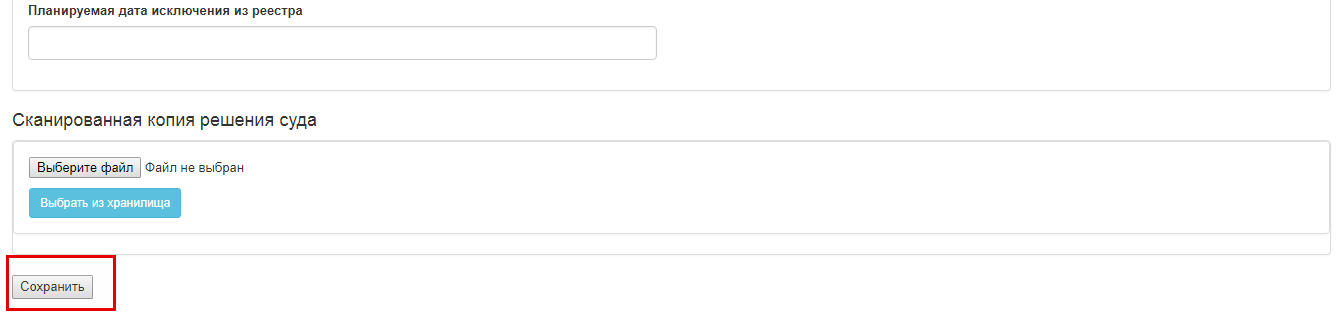 Планируемая дата исключения из реестра
Сканированная копия решения суда
Выберите файл Файл не выбран
Выбрать из хранилища
Сохранить